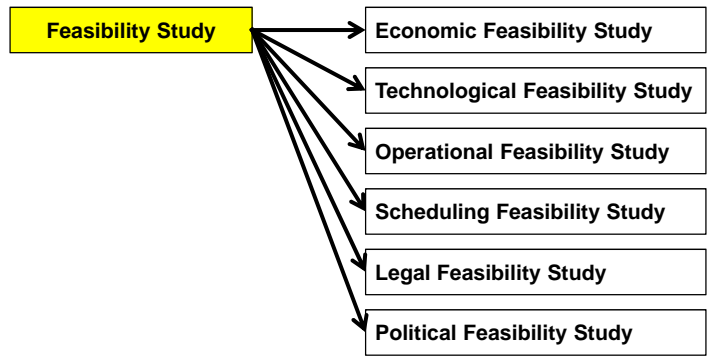 Feasibility Study
Economic Feasibility Study
Technological Feasibility Study
Operational Feasibility Study
Scheduling Feasibility Study
Legal Feasibility Study
Political Feasibility Study